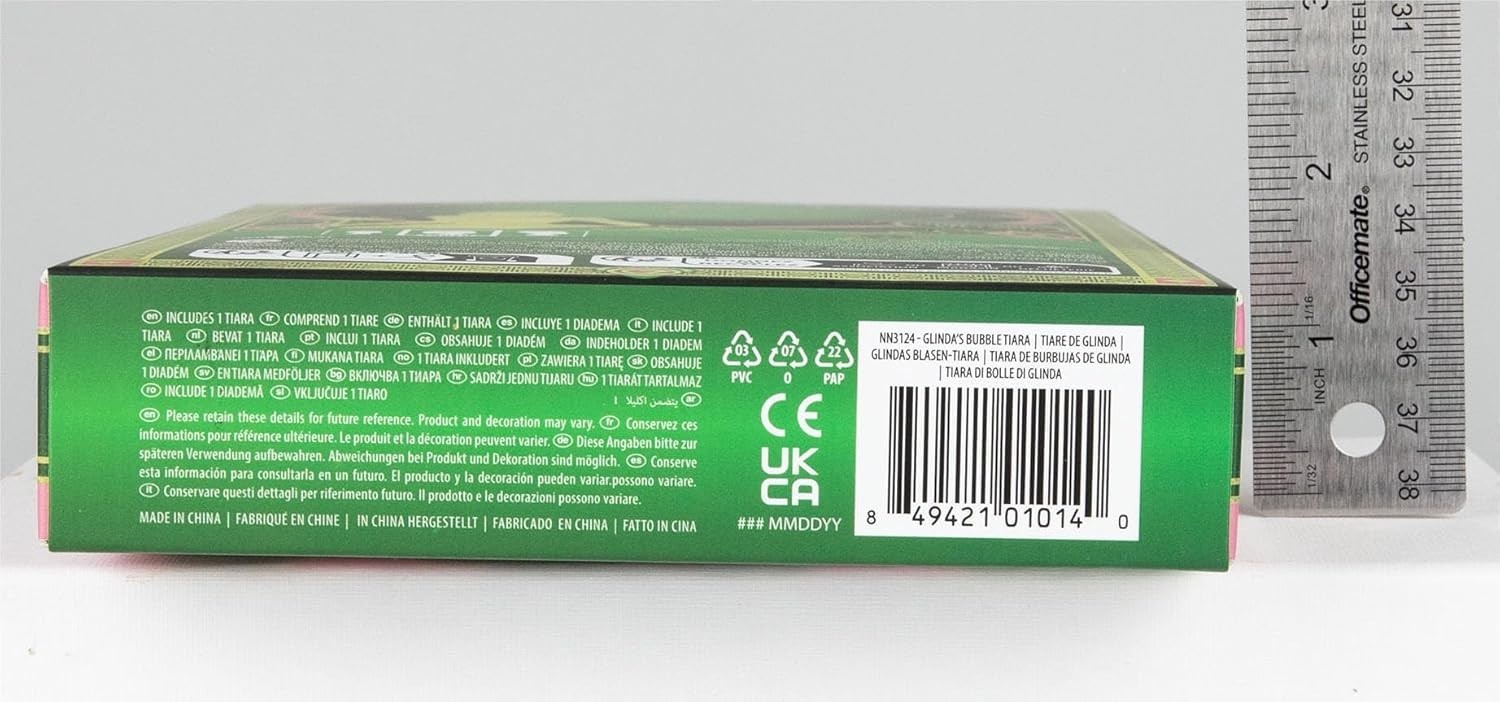 en INCLUDES 1 TIARA fr COMPREND 1 TIARE de ENTHÄLT 1 TIARA es INCLUYE 1 DIADEMA it INCLUDE 1
TIARA nl BEVAT 1 TIARA pt INCLUI 1 TIARA cs OBSAHUJE 1 DIADÉM da INDEHOLDER 1 DIADEM
el ΠΕΡΙΛΑΜΒΑΝΕΙ 1 ΤΙΑΡΑ fi MUKANA TIARA no 1 TIARA INKLUDERT pl ZAWIERA 1 TIARĘ sk OBSAHUJE
1 DIADÉM sv EN TIARA MEDFÖLJER bg ВКЛЮЧВА 1 ТИАРА hr SADRŽI JEDNU TIJARU hu 1 TIARÁT TARTALMAZ
ro INCLUDE 1 DIADEMĂ sl VKLJUČUJE 1 TIARO
ar يتضمن اكليلا 1
en Please retain these details for future reference. Product and decoration may vary. fr Conservez ces
informations pour référence ultérieure. Le produit et la décoration peuvent varier. de Diese Angaben bitte zur
späteren Verwendung aufbewahren. Abweichungen bei Produkt und Dekoration sind möglich. es Conserve
esta información para consultarla en un futuro. El producto y la decoración pueden variar.possono variare.
it Conservare questi dettagli per riferimento futuro. Il prodotto e le decorazioni possono variare.
MADE IN CHINA | FABRIQUÉ EN CHINE | IN CHINA HERGESTELLT | FABRICADO EN CHINA | FATTO IN CINA
03 07 22
PVC O PAP
CE
UK
CA
### MMDDYY
NN3124 - GLINDA'S BUBBLE TIARA | TIARE DE GLINDA |
GLINDAS BLASEN-TIARA | TIARA DE BURBUJAS DE GLINDA
| TIARA DI BOLLE DI GLINDA
8 49421 01014 0
31
32
33
34
35
36
37
38
3
2
1
STAINLESS STEEL
Officemate®
1/16
INCH
1/32